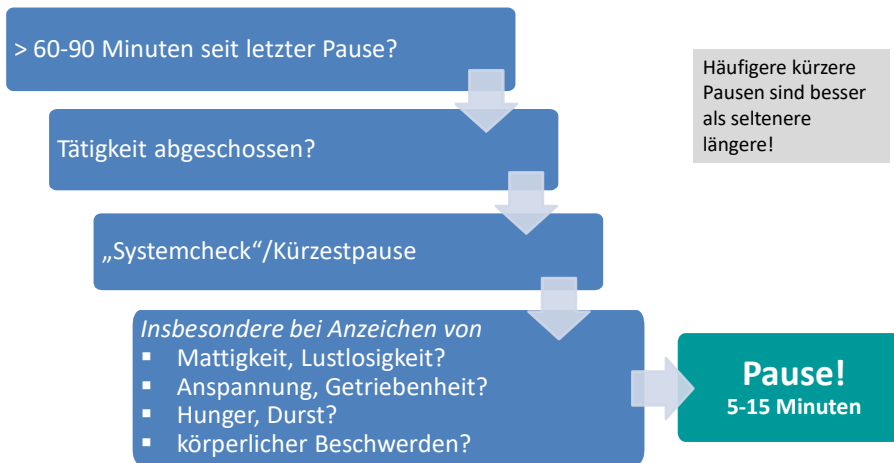 > 60-90 Minuten seit letzter Pause?
Häufigere kürzere
Pausen sind besser
als seltenere
längere!
Tätigkeit abgeschossen?
„Systemcheck“/Kürzestpause
Insbesondere bei Anzeichen von
▪ Mattigkeit, Lustlosigkeit?
▪ Anspannung, Getriebenheit?
▪ Hunger, Durst?
▪ körperlicher Beschwerden?
Pause!
5-15 Minuten